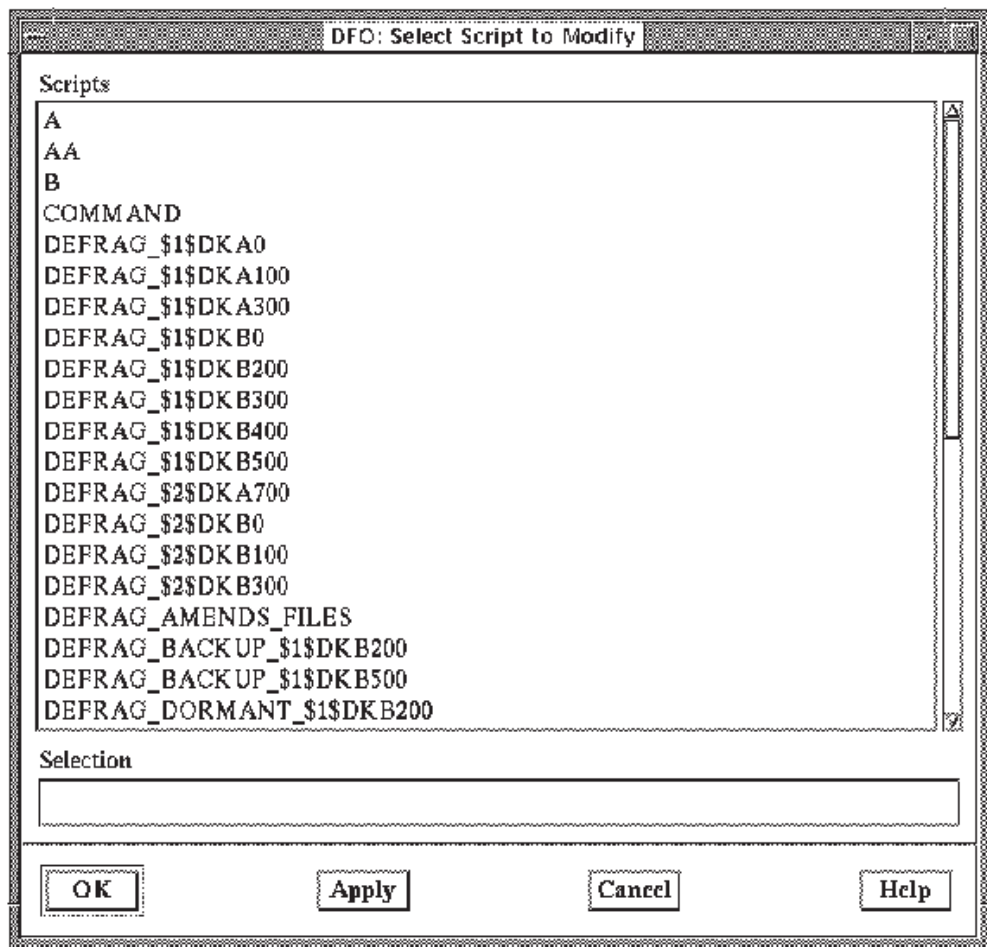 DFO: Select Script to Modify
Scripts
A
AA
B
COMMAND
DEFRAG_$1$DKA0
DEFRAG_$1$DKA100
DEFRAG_$1$DKA300
DEFRAG_$1$DKB0
DEFRAG_$1$DKB200
DEFRAG_$1$DKB300
DEFRAG_$1$DKB400
DEFRAG_$1$DKB500
DEFRAG_$2$DKA700
DEFRAG_$2$DKB0
DEFRAG_$2$DKB100
DEFRAG_$2$DKB300
DEFRAG_AMENDS_FILES
DEFRAG_BACKUP_$1$DKB200
DEFRAG_BACKUP_$1$DKB500
DEFRAG_DORMANT_$1$DKB200
Selection
OK Apply Cancel Help